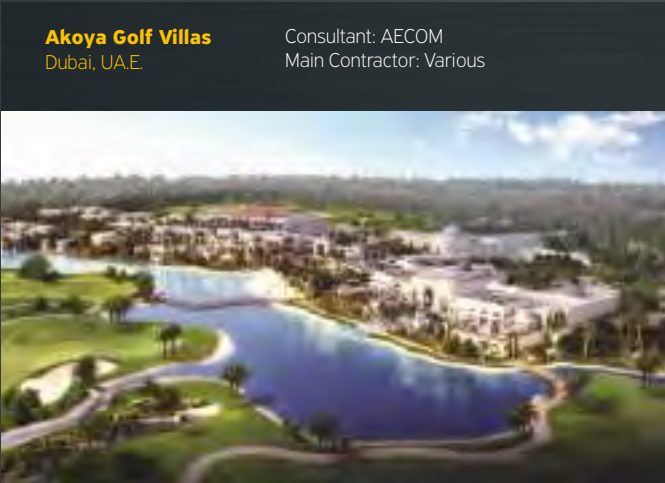 Akoya Golf Villas
Dubai, UA.E.
Consultant: AECOM
Main Contractor: Various